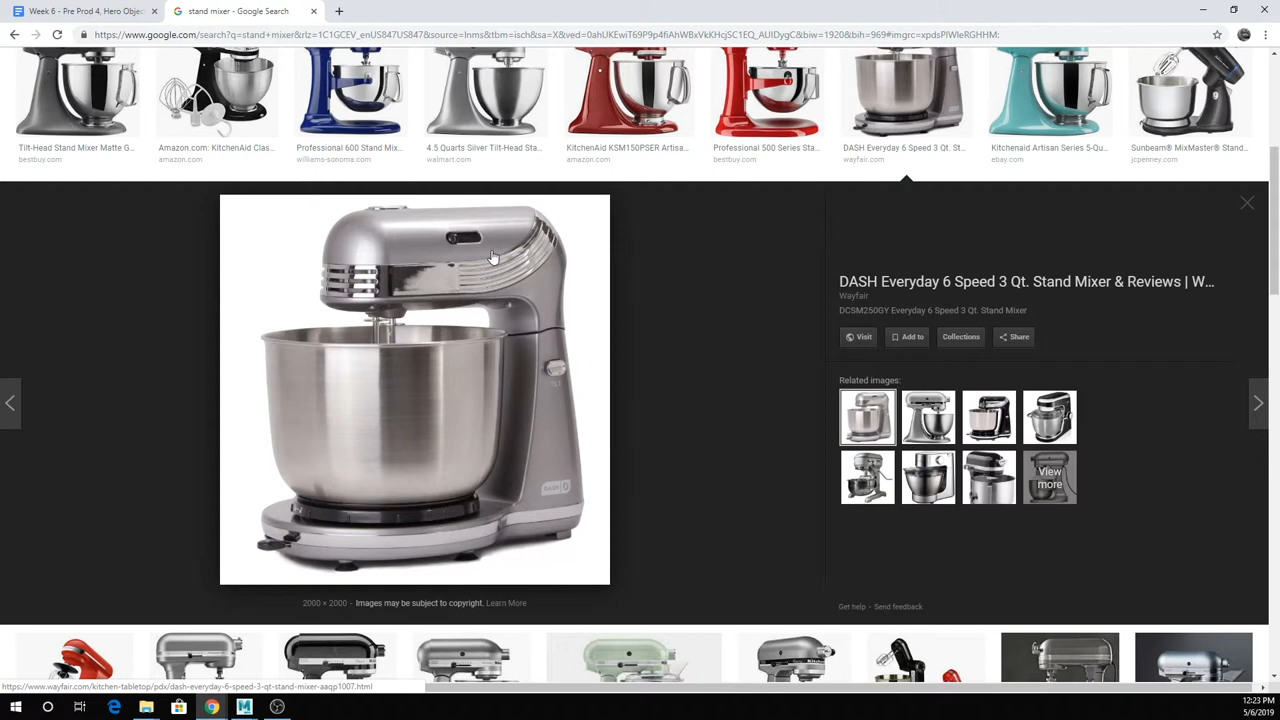 Week 6 - Pre Prod 4, Hero Object
stand mixer - Google Search
https://www.google.com/search?q=stand+mixer&rlz=1C1GCEV_enUS847US847&source=lnms&tbm=isch&sa=X&ved=0ahUKEwiT69P9p4fiAhWBxVkKHcjSC1EQ_AUIDygC&biw=1920&bih=969#imgrc=xpdsPIWIeRGHHM:
Tilt-Head Stand Mixer Matte G...
bestbuy.com
Amazon.com: KitchenAid Clas...
amazon.com
Professional 600 Stand Mix...
williams-sonoma.com
4.5 Quarts Silver Tilt-Head Sta...
walmart.com
KitchenAid KSM150PSER Artisa...
amazon.com
Professional 500 Series Sta...
bestbuy.com
DASH Everyday 6 Speed 3 Qt. St...
wayfair.com
Kitchenaid Artisan Series 5-Qu...
ebay.com
Sunbeam® MixMaster® Stand...
jcpenney.com
TILT
DASH
DASH Everyday 6 Speed 3 Qt. Stand Mixer & Reviews | W...
Wayfair
DCSM250GY Everyday 6 Speed 3 Qt. Stand Mixer
Visit
Add to
Collections
Share
Related images:
View
more
2000 × 2000 - Images may be subject to copyright. Learn More
Get help - Send feedback
https://www.wayfair.com/kitchen-tabletop/pdx/dash-everyday-6-speed-3-qt-stand-mixer-aaqp1007.html
12:23 PM
5/6/2019